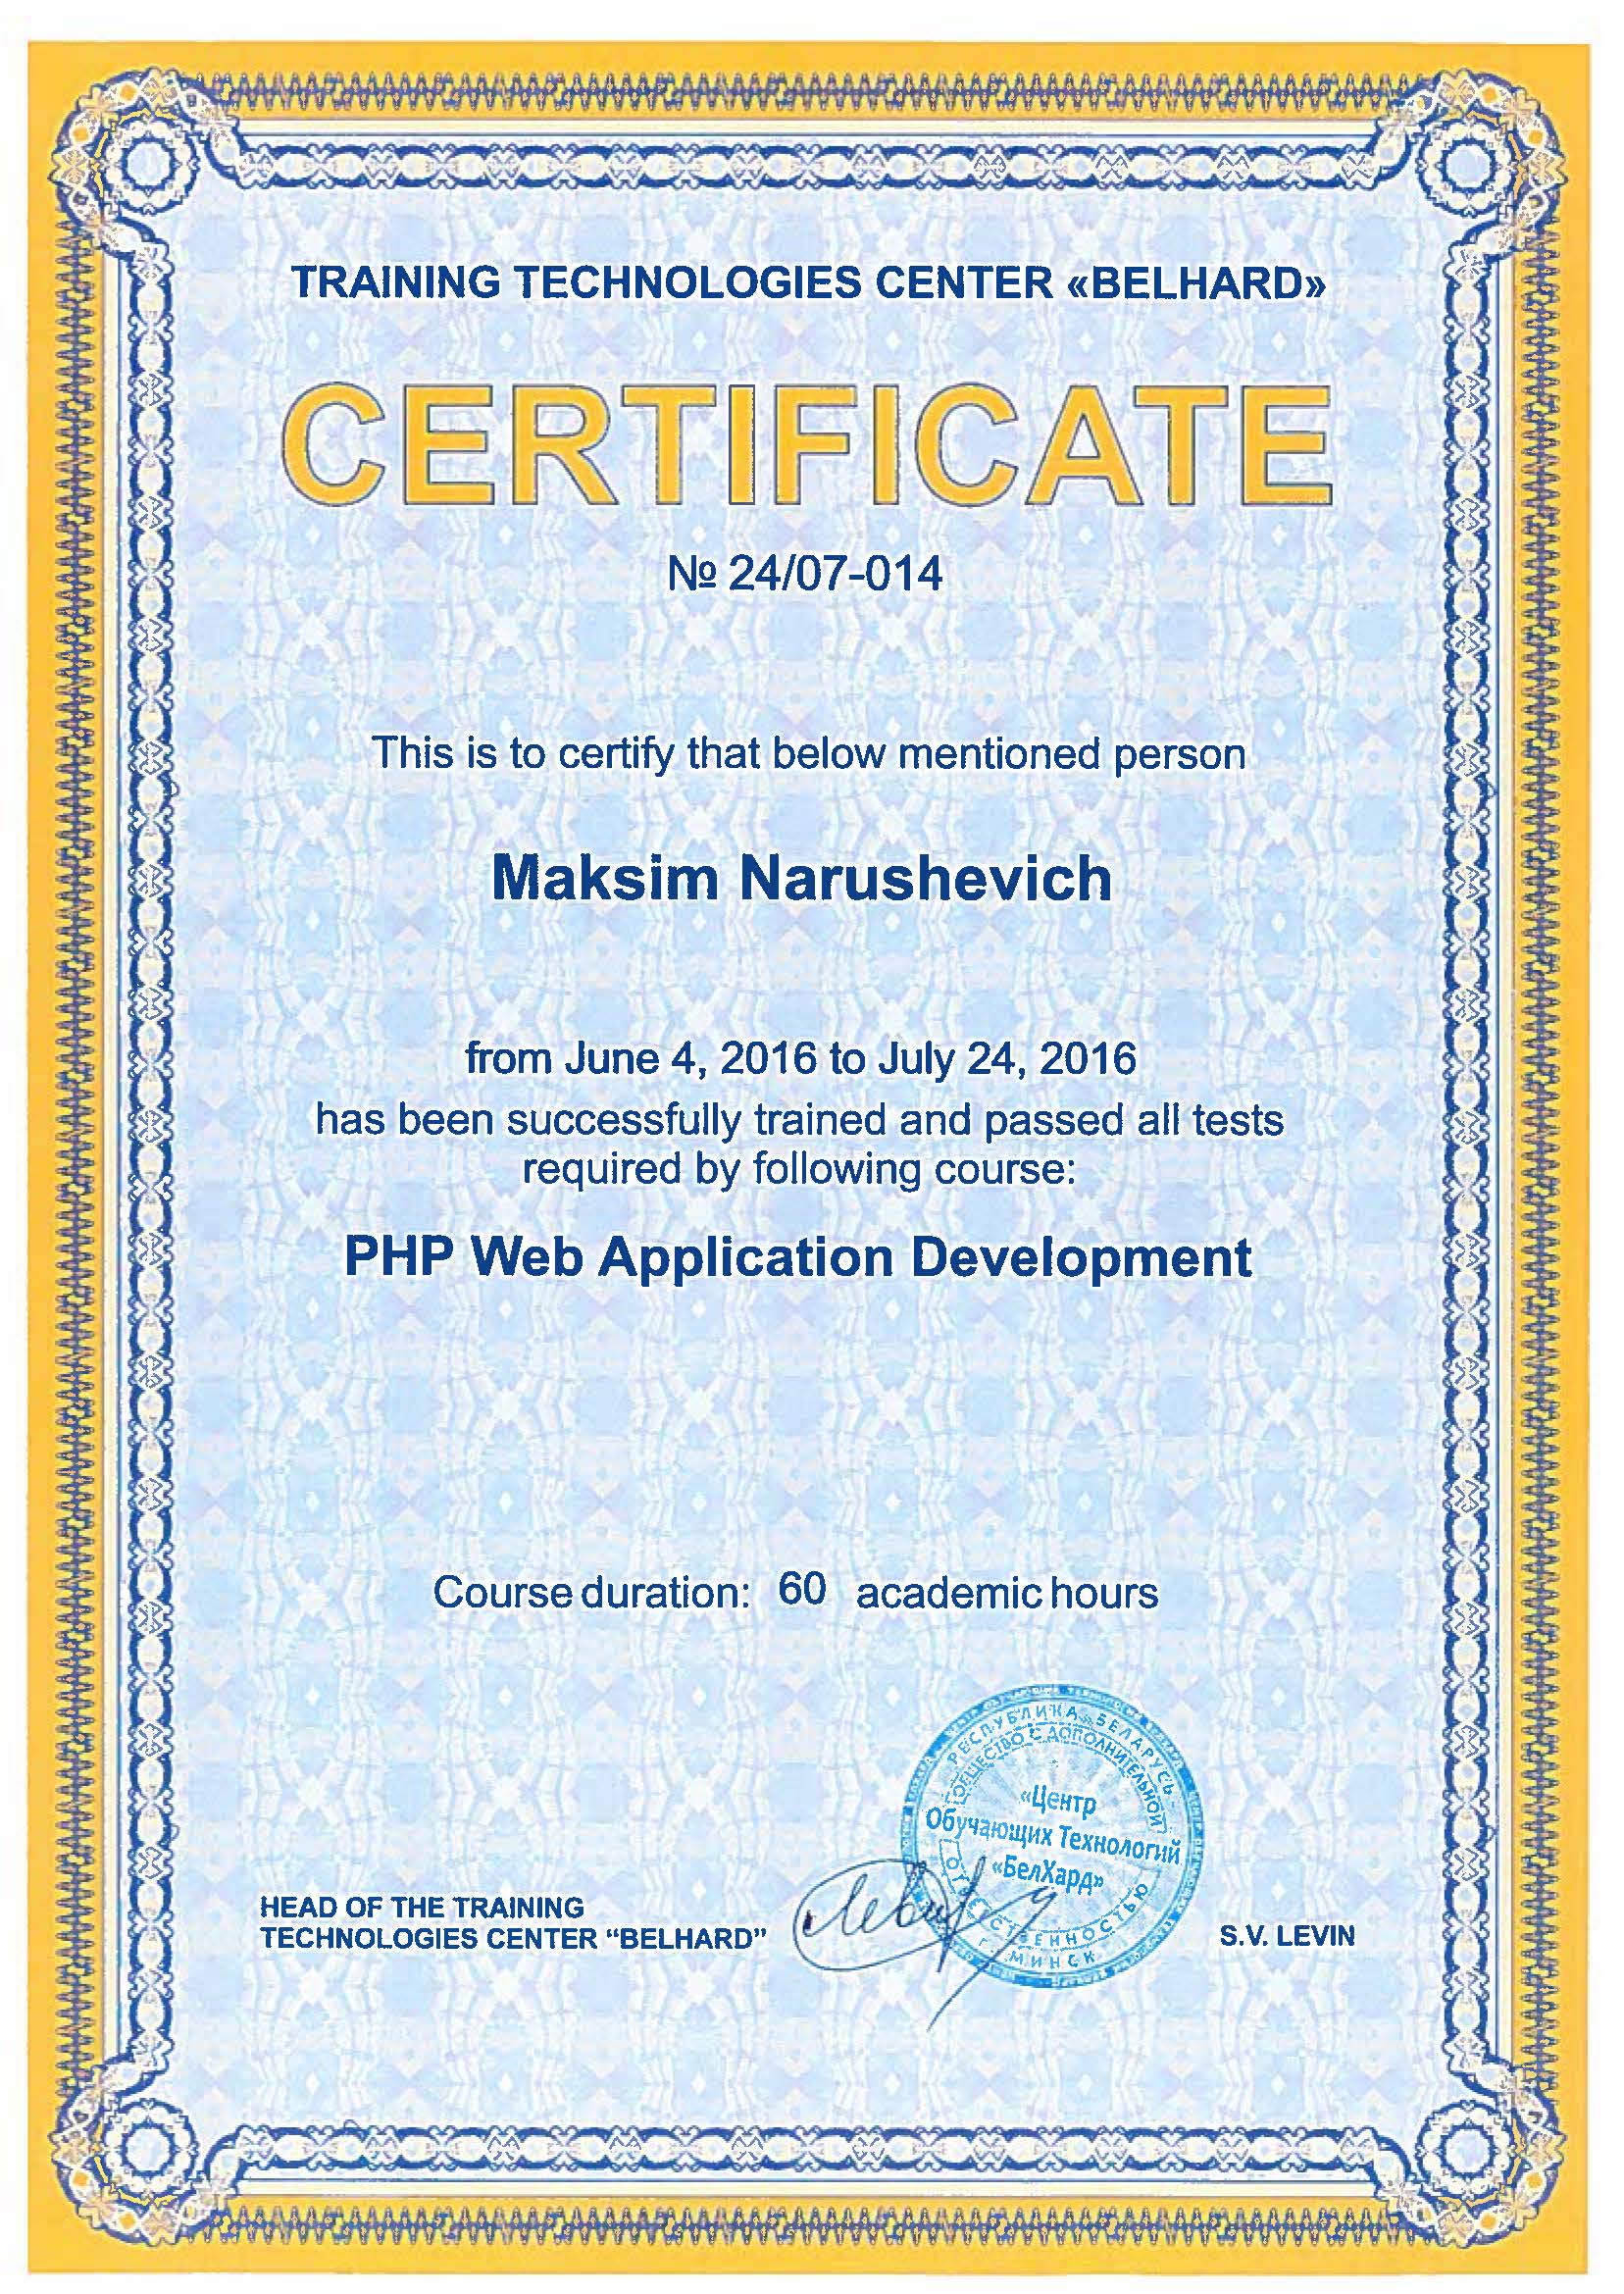 TRAINING TECHNOLOGIES CENTER «BELHARD»
CERTIFICATE
№ 24/07-014
This is to certify that below mentioned person
Maksim Narushevich
from June 4, 2016 to July 24, 2016
has been successfully trained and passed all tests
required by following course:
PHP Web Application Development
Course duration: 60 academic hours
РЕСПУБЛИКА БЕЛАРУСЬ
ОБЩЕСТВО С ДОПОЛНИТЕЛЬНОЙ
«Центр
Обучающих Технологий
«БелХард»
ОТВЕТСТВЕННОСТЬЮ
Г. МИНСК
HEAD OF THE TRAINING
TECHNOLOGIES CENTER “BELHARD”
S.V. LEVIN